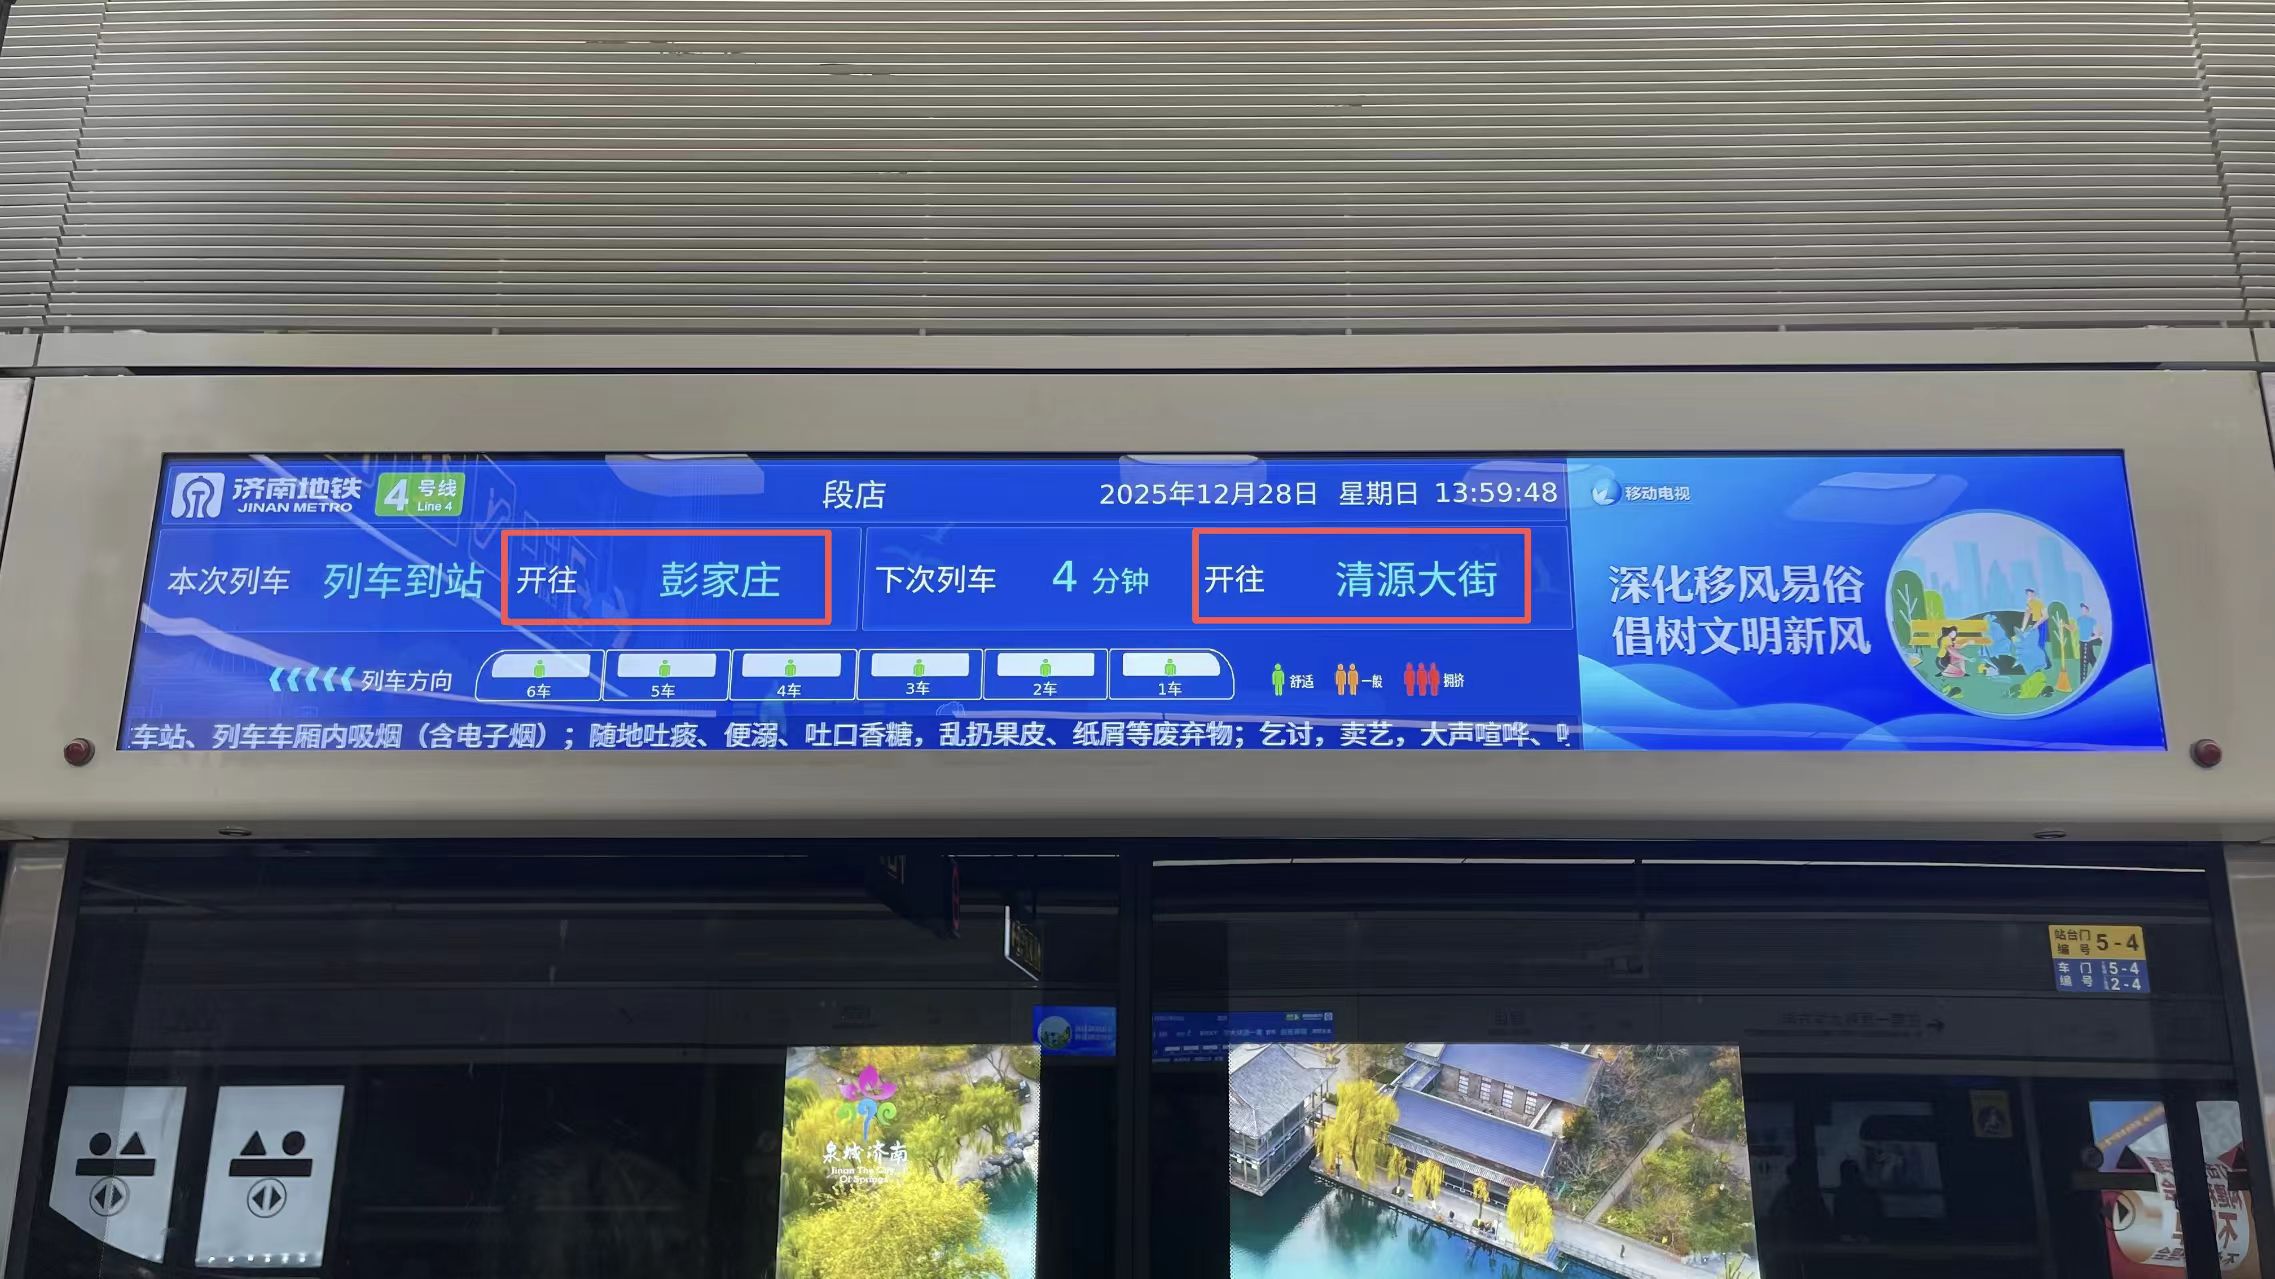 济南地铁
JINAN METRO
4 号线
Line 4
段店
2025年12月28日 星期日 13:59:48
移动电视
本次列车 列车到站 开往 彭家庄
下次列车 4 分钟 开往 清源大街
深化移风易俗
倡树文明新风
列车方向
6车 5车 4车 3车 2车 1车
舒适 一般 拥挤
车站、列车车厢内吸烟（含电子烟）；随地吐痰、便溺、吐口香糖，乱扔果皮、纸屑等废弃物；乞讨，卖艺，大声喧哗、
站台门编号 5-4
车门编号 5-4
2-4
泉城济南
Jinan The City
Of Springs